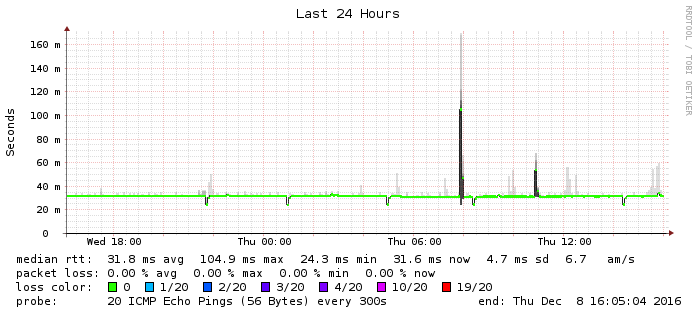 Last 24 Hours
RRDTOOL / TOBI OETIKER
Seconds
160 m
140 m
120 m
100 m
80 m
60 m
40 m
20 m
0
Wed 18:00 Thu 00:00 Thu 06:00 Thu 12:00
median rtt: 31.8 ms avg 104.9 ms max 24.3 ms min 31.6 ms now 4.7 ms sd 6.7 am/s
packet loss: 0.00 % avg 0.00 % max 0.00 % min 0.00 % now
loss color: 0 1/20 2/20 3/20 4/20 10/20 19/20
probe: 20 ICMP Echo Pings (56 Bytes) every 300s end: Thu Dec 8 16:05:04 2016